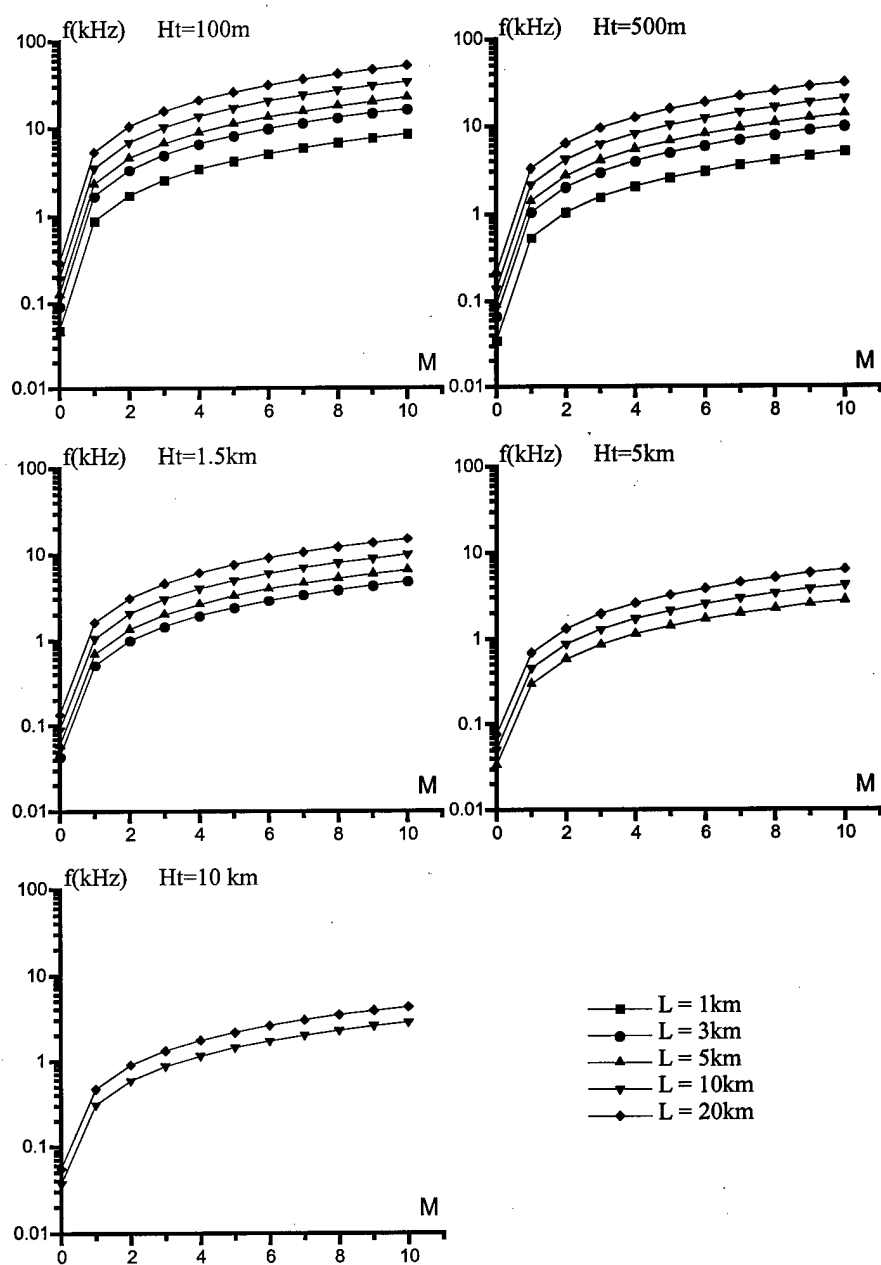 f(kHz) Ht=100m
100
10
1
0.1
0.01
0 2 4 6 8 10
M
f(kHz) Ht=500m
100
10
1
0.1
0.01
0 2 4 6 8 10
M
f(kHz) Ht=1.5km
100
10
1
0.1
0.01
0 2 4 6 8 10
M
f(kHz) Ht=5km
100
10
1
0.1
0.01
0 2 4 6 8 10
M
f(kHz) Ht=10 km
100
10
1
0.1
0.01
0 2 4 6 8 10
M
L = 1km
L = 3km
L = 5km
L = 10km
L = 20km